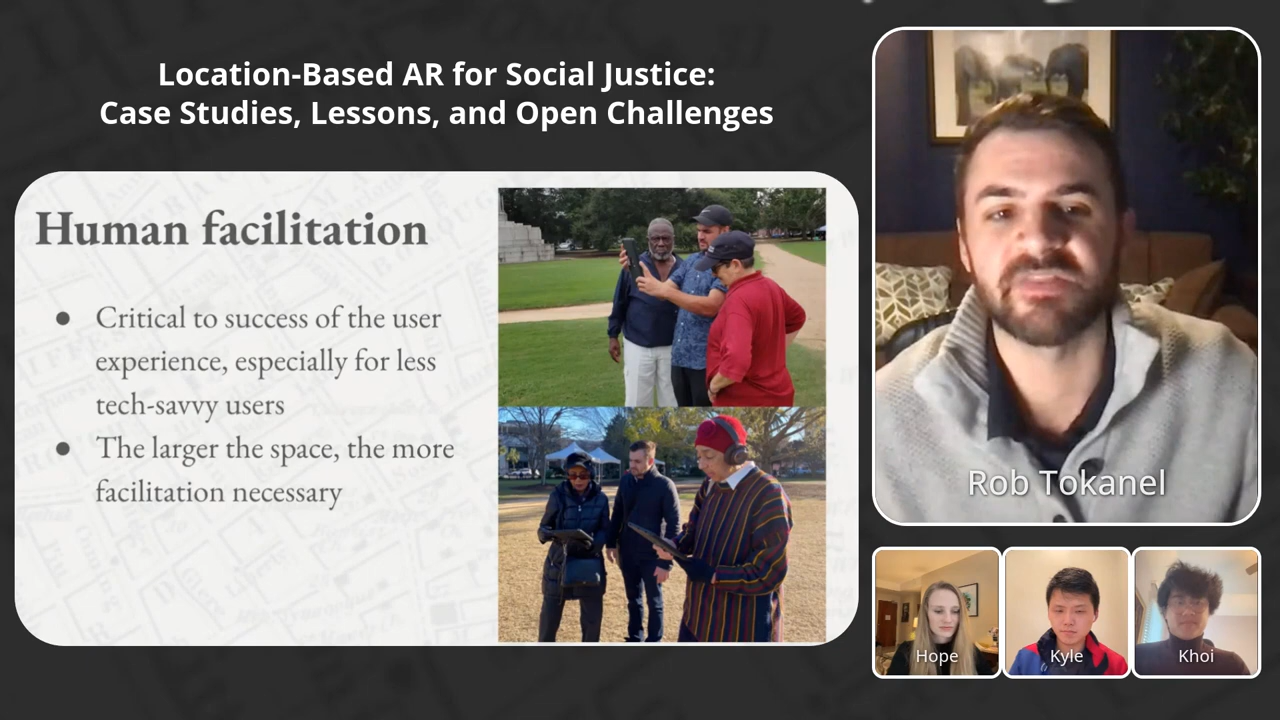 Location-Based AR for Social Justice:
Case Studies, Lessons, and Open Challenges
Human facilitation
● Critical to success of the user
experience, especially for less
tech-savvy users
● The larger the space, the more
facilitation necessary
Rob Tokanel
Hope
Kyle
Khoi